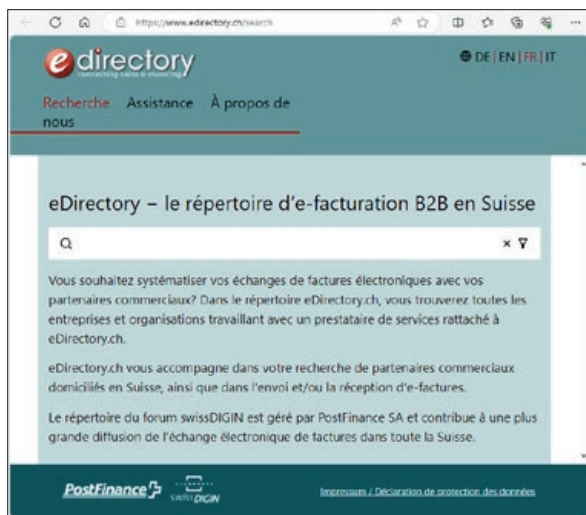 https://www.edirectory.ch/search
edirectory
connecting swiss e-invoicing
DE | EN | FR | IT
Recherche Assistance À propos de
nous
eDirectory – le répertoire d'e-facturation B2B en Suisse
Vous souhaitez systématiser vos échanges de factures électroniques avec vos
partenaires commerciaux? Dans le répertoire eDirectory.ch, vous trouverez toutes les
entreprises et organisations travaillant avec un prestataire de services rattaché à
eDirectory.ch.
eDirectory.ch vous accompagne dans votre recherche de partenaires commerciaux
domiciliés en Suisse, ainsi que dans l'envoi et/ou la réception d'e-factures.
Le répertoire du forum swissDIGIN est géré par PostFinance SA et contribue à une plus
grande diffusion de l'échange électronique de factures dans toute la Suisse.
PostFinance swissDIGIN Impressum / Déclaration de protection des données